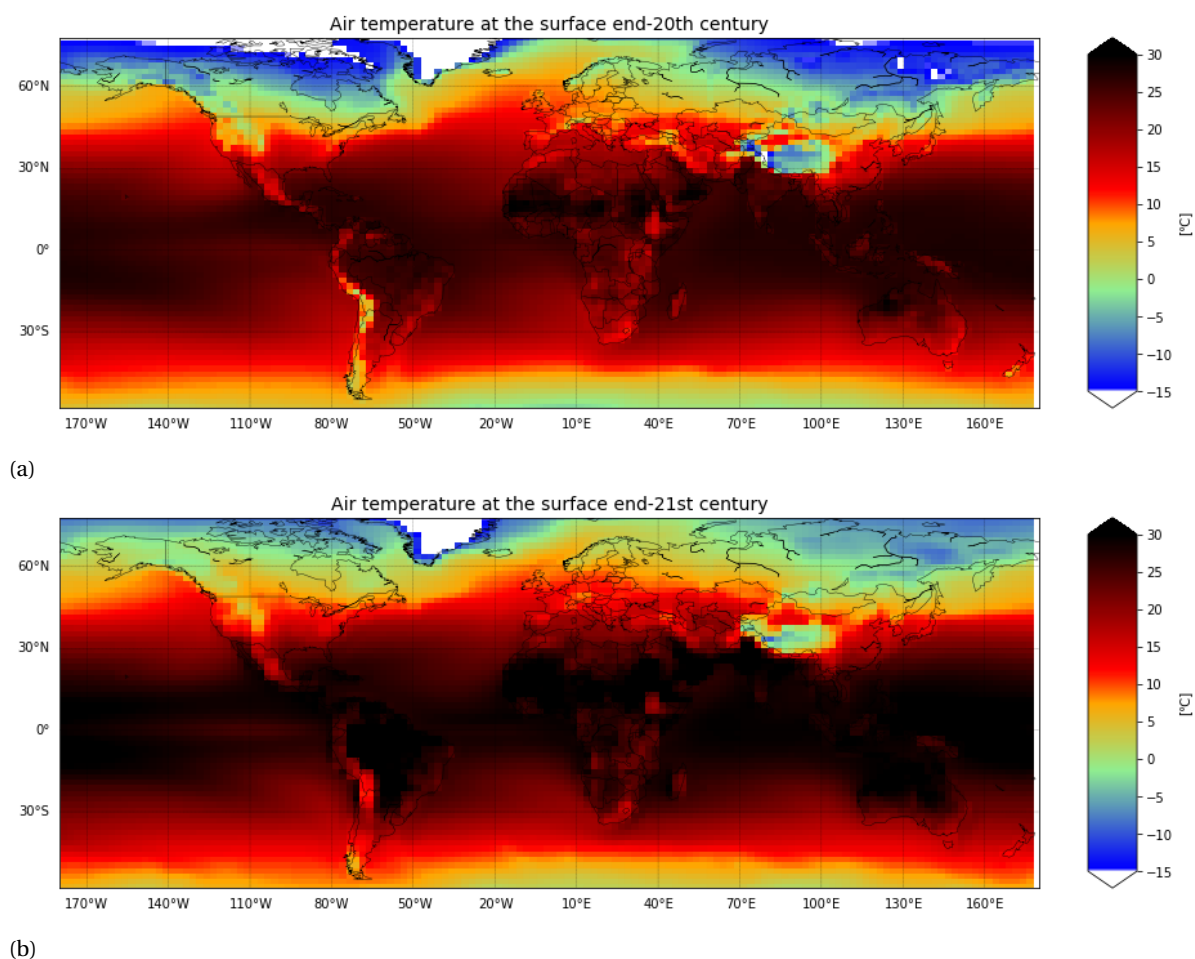 Air temperature at the surface end-20th century
60°N
30°N
0°
30°S
170°W 140°W 110°W 80°W 50°W 20°W 10°E 40°E 70°E 100°E 130°E 160°E
30
25
20
15
10
5
0
−5
−10
−15
[°C]
(a)
Air temperature at the surface end-21st century
60°N
30°N
0°
30°S
170°W 140°W 110°W 80°W 50°W 20°W 10°E 40°E 70°E 100°E 130°E 160°E
30
25
20
15
10
5
0
−5
−10
−15
[°C]
(b)